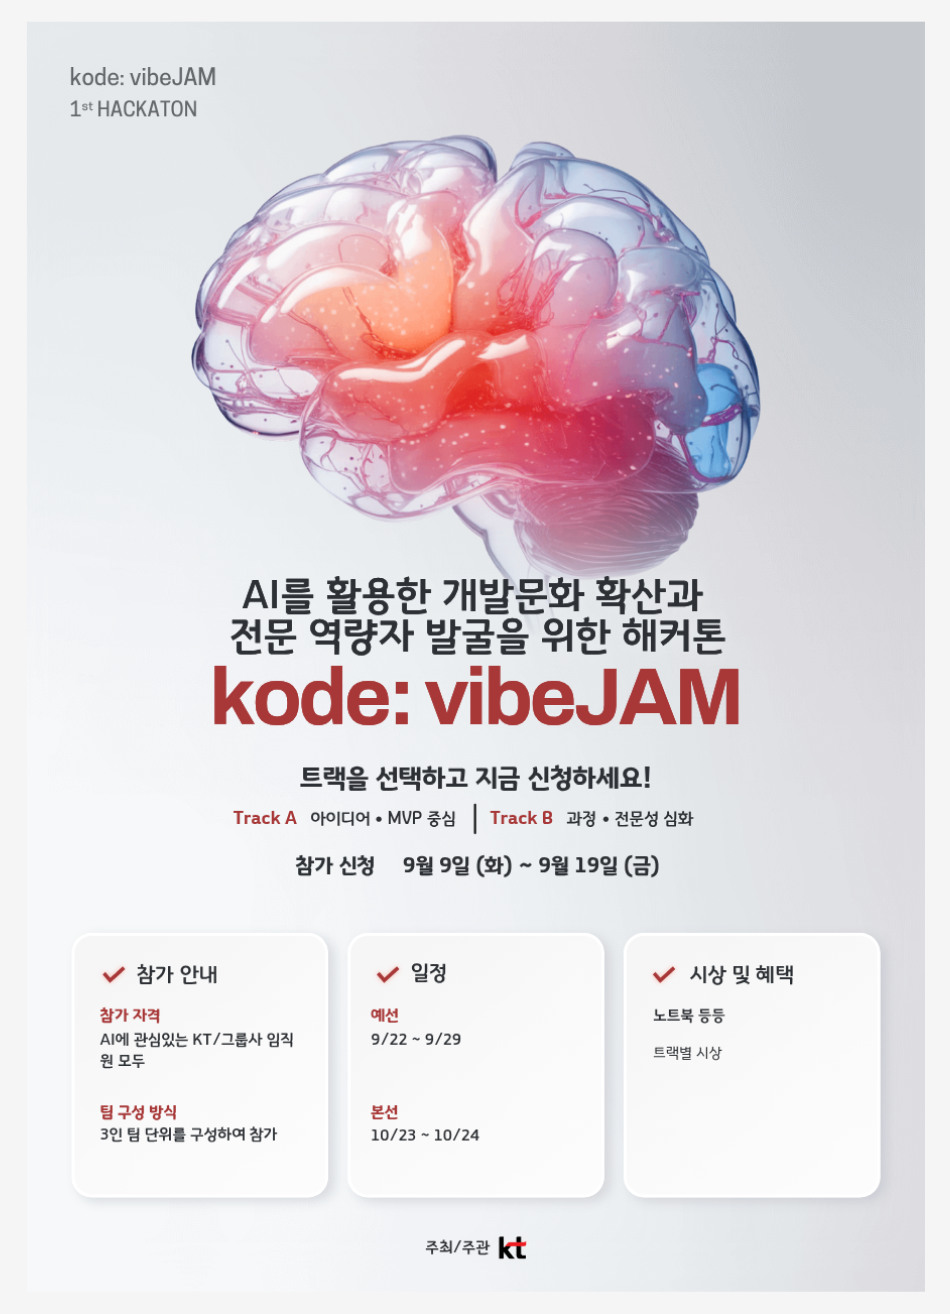 kode: vibeJAM
1st HACKATON
AI를 활용한 개발문화 확산과
전문 역량자 발굴을 위한 해커톤
kode: vibeJAM
트랙을 선택하고 지금 신청하세요!
Track A 아이디어 • MVP 중심 | Track B 과정 • 전문성 심화
참가 신청 9월 9일 (화) ~ 9월 19일 (금)
참가 안내
참가 자격
AI에 관심있는 KT/그룹사 임직
원 모두
팀 구성 방식
3인 팀 단위를 구성하여 참가
일정
예선
9/22 ~ 9/29
본선
10/23 ~ 10/24
시상 및 혜택
노트북 등등
트랙별 시상
주최/주관 kt